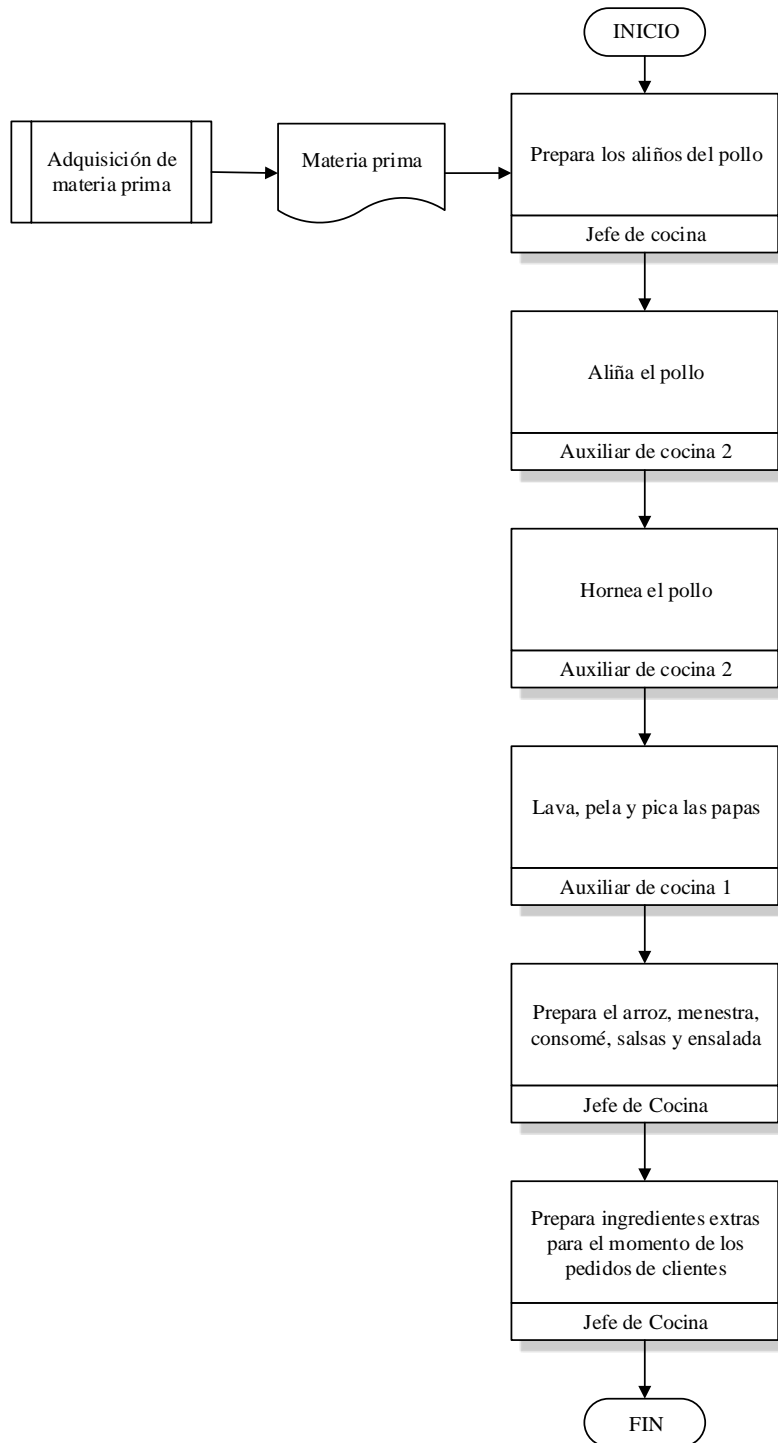 INICIO
Adquisición de
materia prima
Materia prima
Prepara los aliños del pollo
Jefe de cocina
Aliña el pollo
Auxiliar de cocina 2
Hornea el pollo
Auxiliar de cocina 2
Lava, pela y pica las papas
Auxiliar de cocina 1
Prepara el arroz, menestra,
consomé, salsas y ensalada
Jefe de Cocina
Prepara ingredientes extras
para el momento de los
pedidos de clientes
Jefe de Cocina
FIN